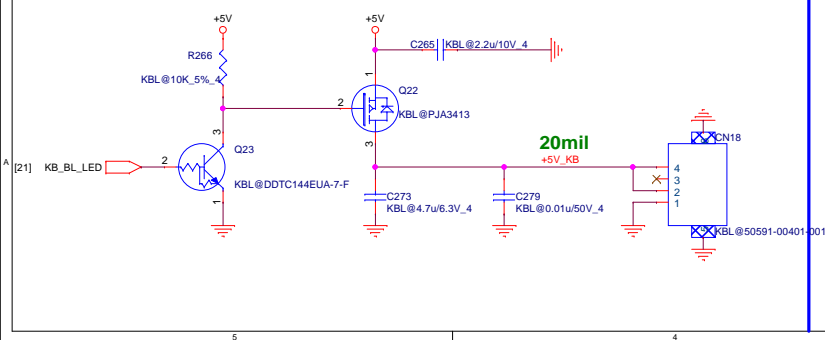 +5V
+5V
R266
KBL@10K_5%_4
C265
KBL@2.2u/10V_4
1
2
Q22
KBL@PJA3413
3
3
Q23
2
KBL@DDTC144EUA-7-F
1
A
[21]
KB_BL_LED
20mil
+5V_KB
C273
KBL@4.7u/6.3V_4
C279
KBL@0.01u/50V_4
CN18
4
3
2
1
KBL@50591-00401-001
5
4